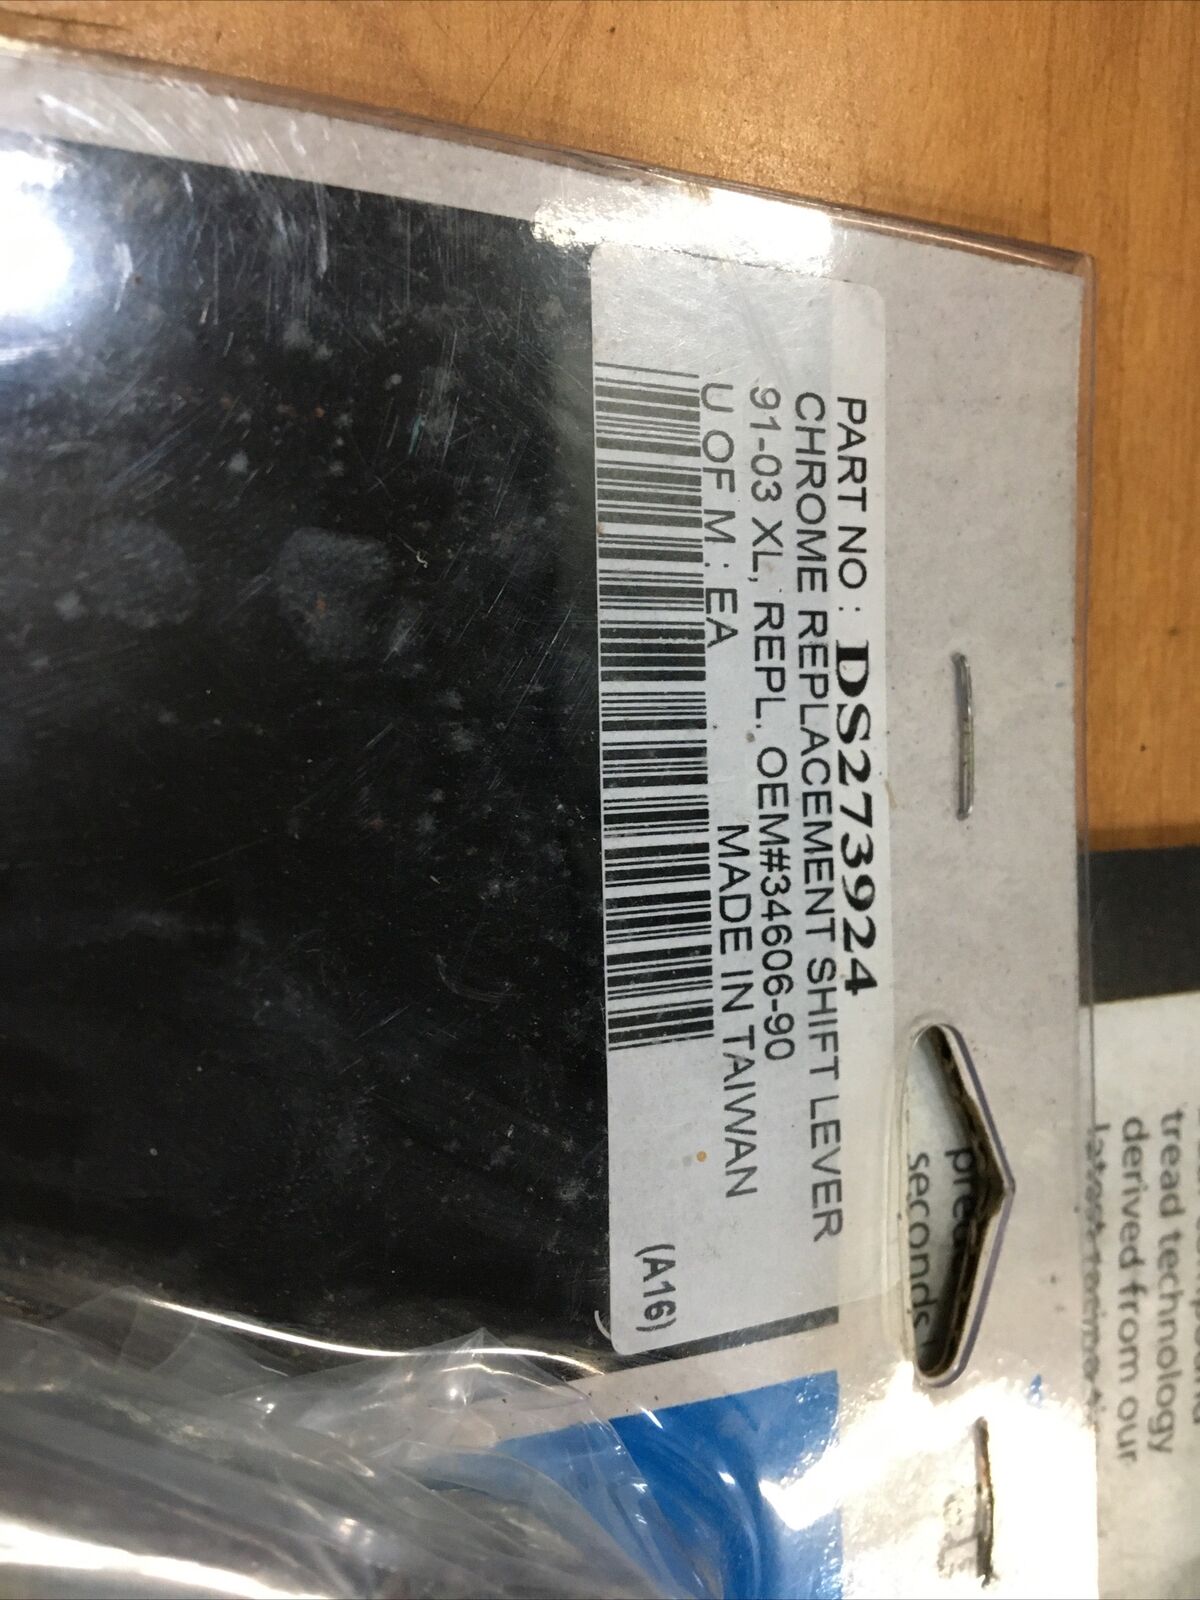 PART NO : DS273924
CHROME REPLACEMENT SHIFT LEVER
91-03 XL, REPL. OEM#34606-90
U OF M : EA MADE IN TAIWAN
(A16)
seconds
tread technology
derived from our